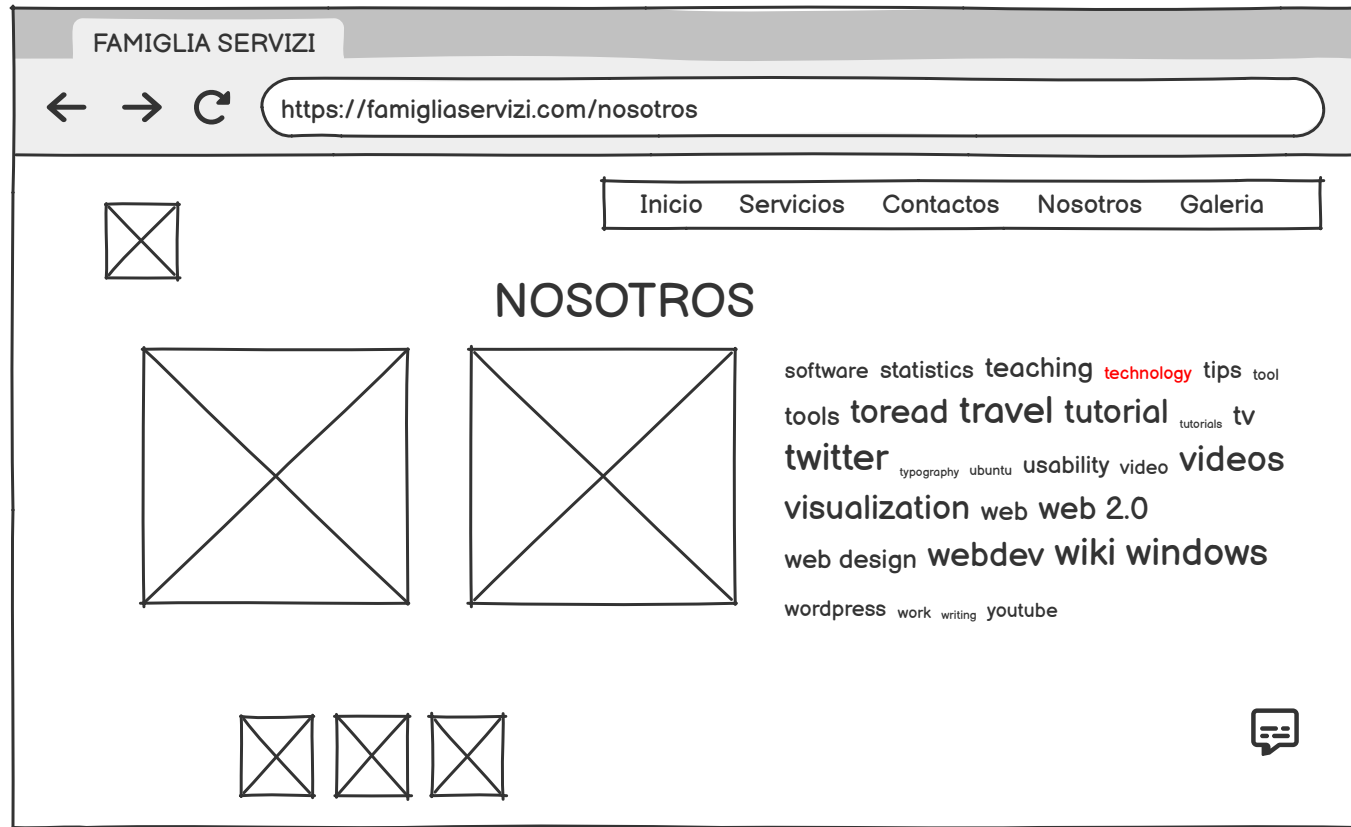 FAMIGLIA SERVIZI
https://famigliaservizi.com/nosotros
Inicio Servicios Contactos Nosotros Galeria
NOSOTROS
software statistics teaching technology tips tool
tools toread travel tutorial tutorials tv
twitter typography ubuntu usability video videos
visualization web web 2.0
web design webdev wiki windows
wordpress work writing youtube